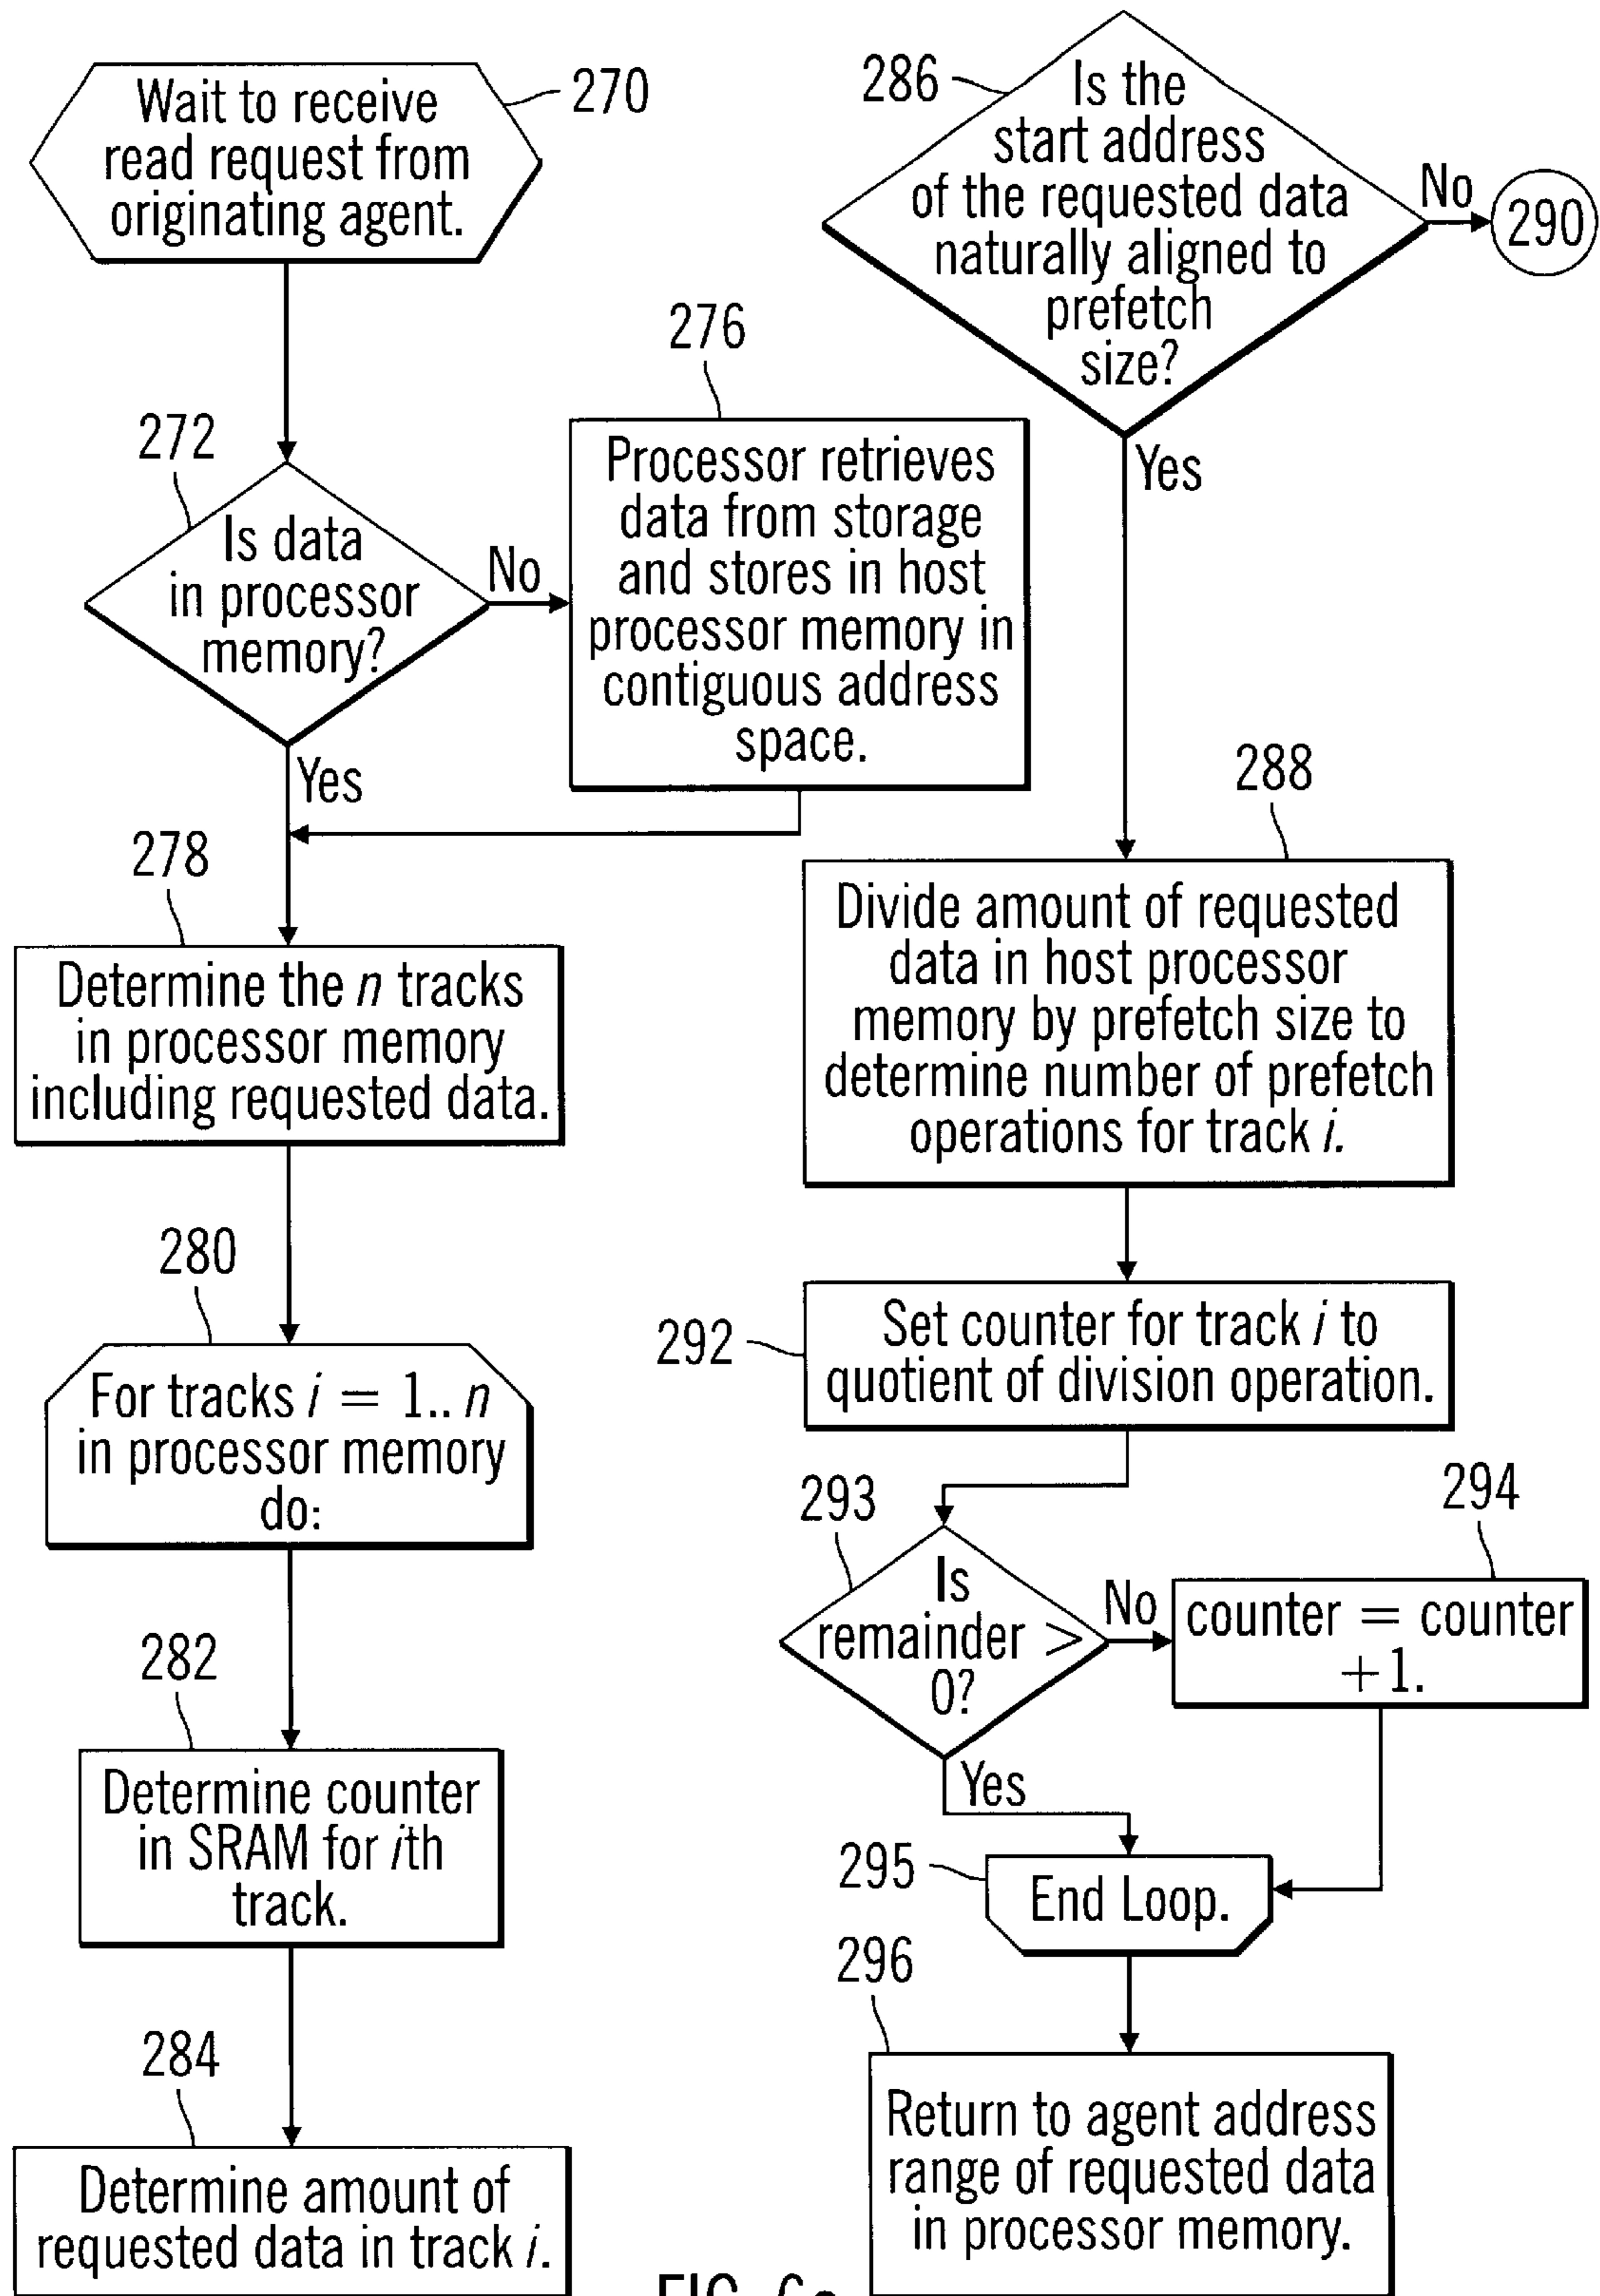 270
Wait to receive
read request from
originating agent.
272
Is data
in processor
memory?
No
Yes
276
Processor retrieves
data from storage
and stores in host
processor memory in
contiguous address
space.
278
Determine the n tracks
in processor memory
including requested data.
280
For tracks i = 1.. n
in processor memory
do:
282
Determine counter
in SRAM for ith
track.
284
Determine amount of
requested data in track i.
286
Is the
start address
of the requested data
naturally aligned to
prefetch
size?
No
290
Yes
288
Divide amount of requested
data in host processor
memory by prefetch size to
determine number of prefetch
operations for track i.
292
Set counter for track i to
quotient of division operation.
293
Is
remainder >
0?
No
Yes
294
counter = counter
+1.
295
End Loop.
296
Return to agent address
range of requested data
in processor memory.